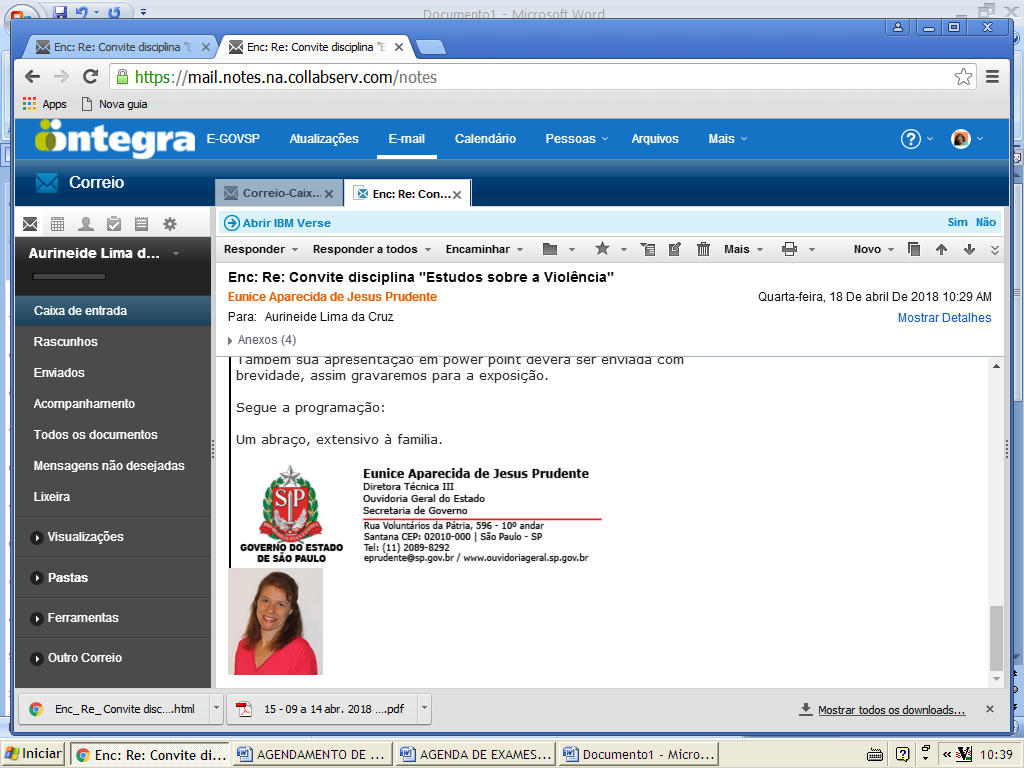 Documento1 - Microsoft Word
Enc: Re: Convite disciplina "E
Enc: Re: Convite disciplina "E
https://mail.notes.na.collabserv.com/notes
Apps
Nova guia
integra
E-GOVSP
Atualizações
E-mail
Calendário
Pessoas
Arquivos
Mais
Correio
Correio-Caix...
Enc: Re: Con...
Abrir IBM Verse
Sim Não
Aurineide Lima d...
Caixa de entrada
Rascunhos
Enviados
Acompanhamento
Todos os documentos
Mensagens não desejadas
Lixeira
Visualizações
Pastas
Ferramentas
Outro Correio
Responder
Responder a todos
Encaminhar
Mais
Novo
Enc: Re: Convite disciplina "Estudos sobre a Violência"
Eunice Aparecida de Jesus Prudente
Quarta-feira, 18 De abril De 2018 10:29 AM
Para: Aurineide Lima da Cruz
Mostrar Detalhes
Anexos (4)
Também sua apresentação em power point deverá ser enviada com
brevidade, assim gravaremos para a exposição.
Segue a programação:
Um abraço, extensivo à familia.
SP
GOVERNO DO ESTADO
DE SÃO PAULO
Eunice Aparecida de Jesus Prudente
Diretora Técnica III
Ouvidoria Geral do Estado
Secretaria de Governo
Rua Voluntários da Pátria, 596 - 10º andar
Santana CEP: 02010-000 | São Paulo - SP
Tel: (11) 2089-8292
eprudente@sp.gov.br / www.ouvidoriageral.sp.gov.br
Enc_Re_ Convite disc....html
15 - 09 a 14 abr. 2018 ....pdf
Mostrar todos os downloads...
Iniciar
Enc: Re: Convite di...
AGENDAMENTO DE ...
AGENDA DE EXAMES...
Documento1 - Micro...
10:39